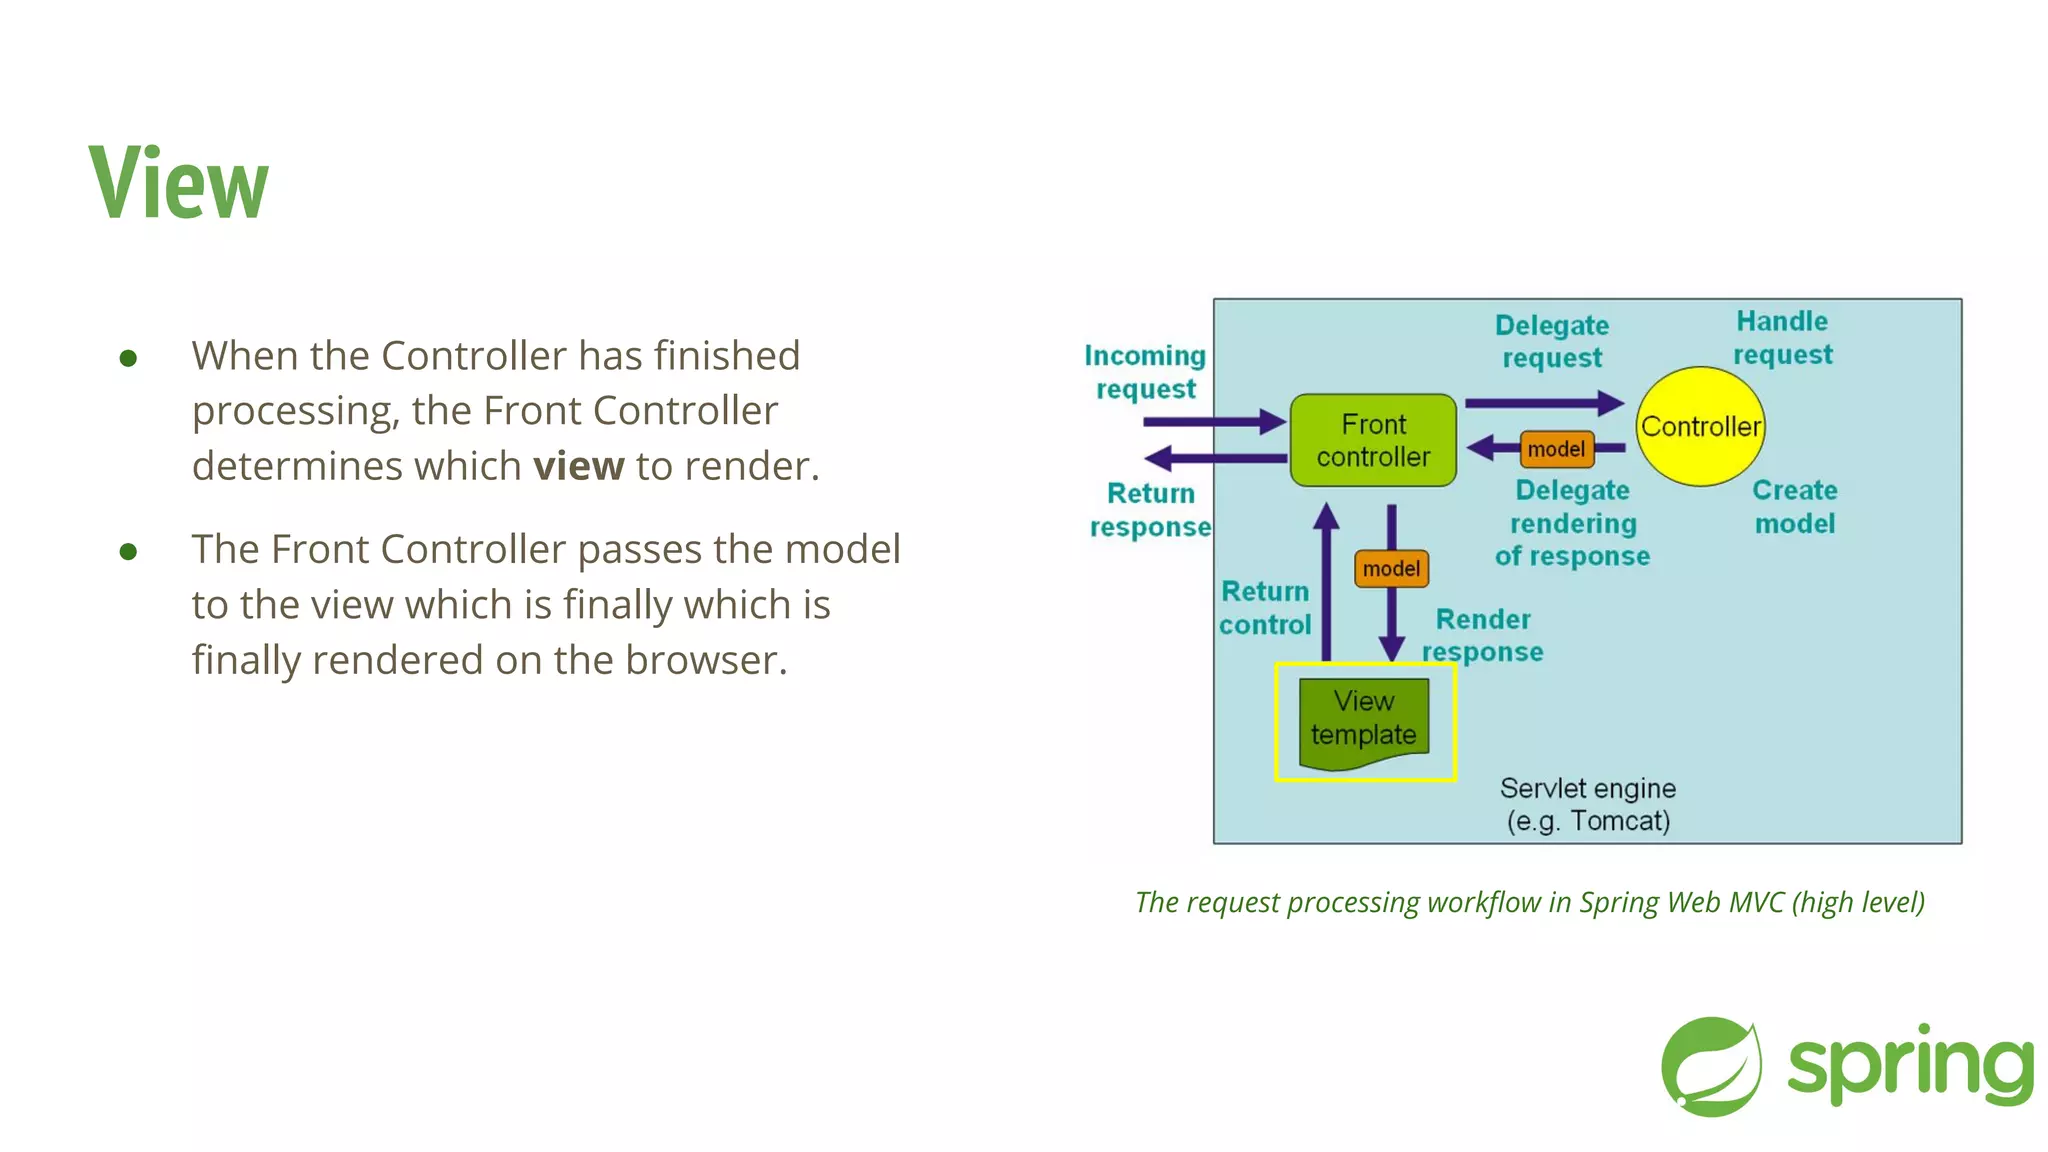 View
● When the Controller has finished
processing, the Front Controller
determines which view to render.
● The Front Controller passes the model
to the view which is finally which is
finally rendered on the browser.
Incoming
request
Return
response
Front
controller
Delegate
request
Handle
request
Controller
model
Delegate
rendering
of response
Create
model
model
Return
control
Render
response
View
template
Servlet engine
(e.g. Tomcat)
The request processing workflow in Spring Web MVC (high level)
spring